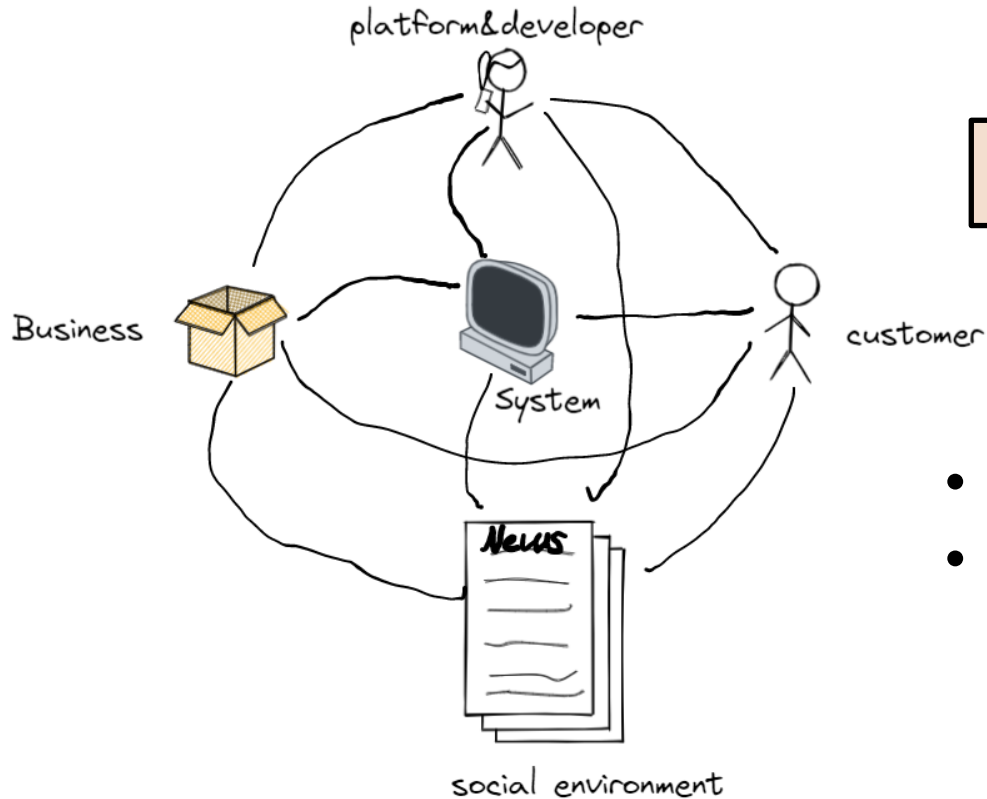 platform&developer
Business
customer
System
News
social environment